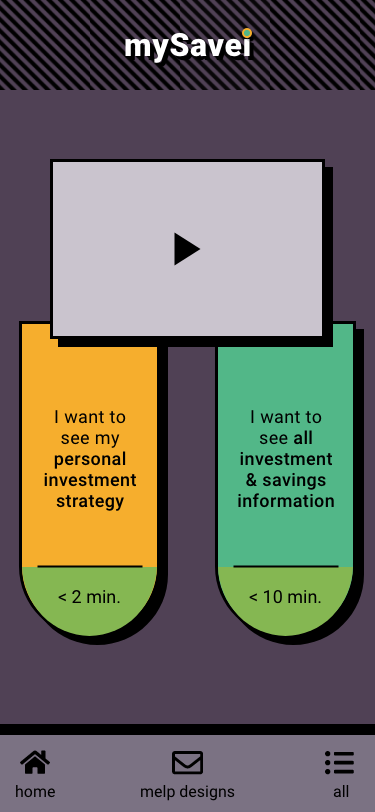 mySavei
I want to
see my
personal
investment
strategy
< 2 min.
I want to
see all
investment
& savings
information
< 10 min.
home
melp designs
all